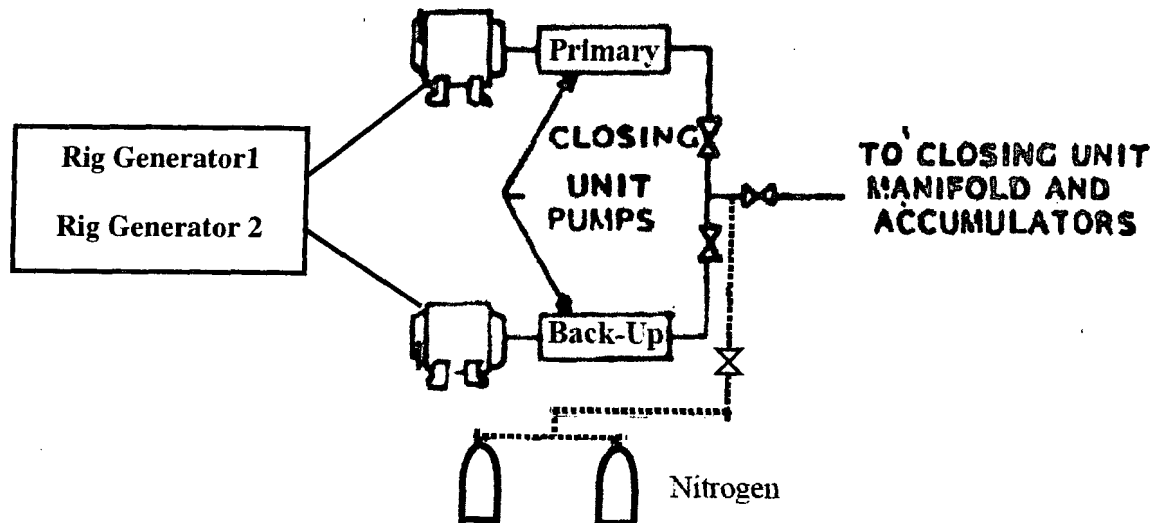 Primary
Rig Generator1
Rig Generator 2
CLOSING
UNIT
PUMPS
TO CLOSING UNIT
MANIFOLD AND
ACCUMULATORS
Back-Up
Nitrogen